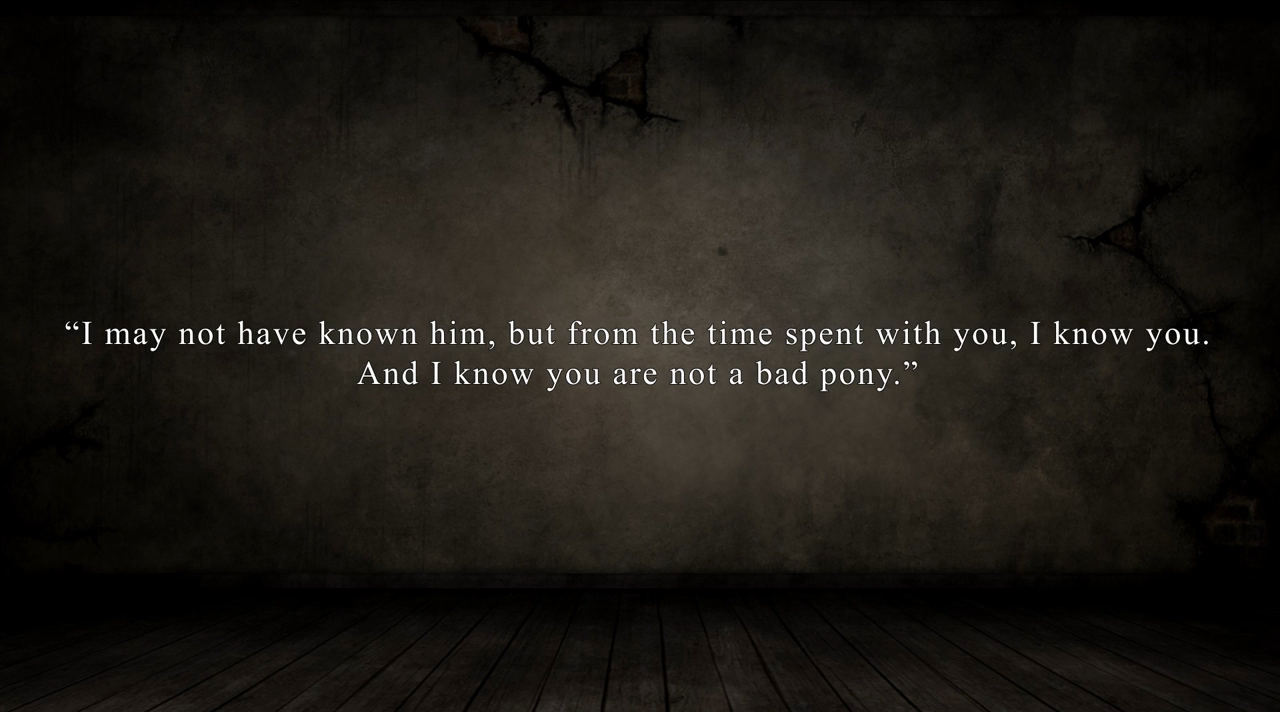 “I may not have known him, but from the time spent with you, I know you.
And I know you are not a bad pony.”